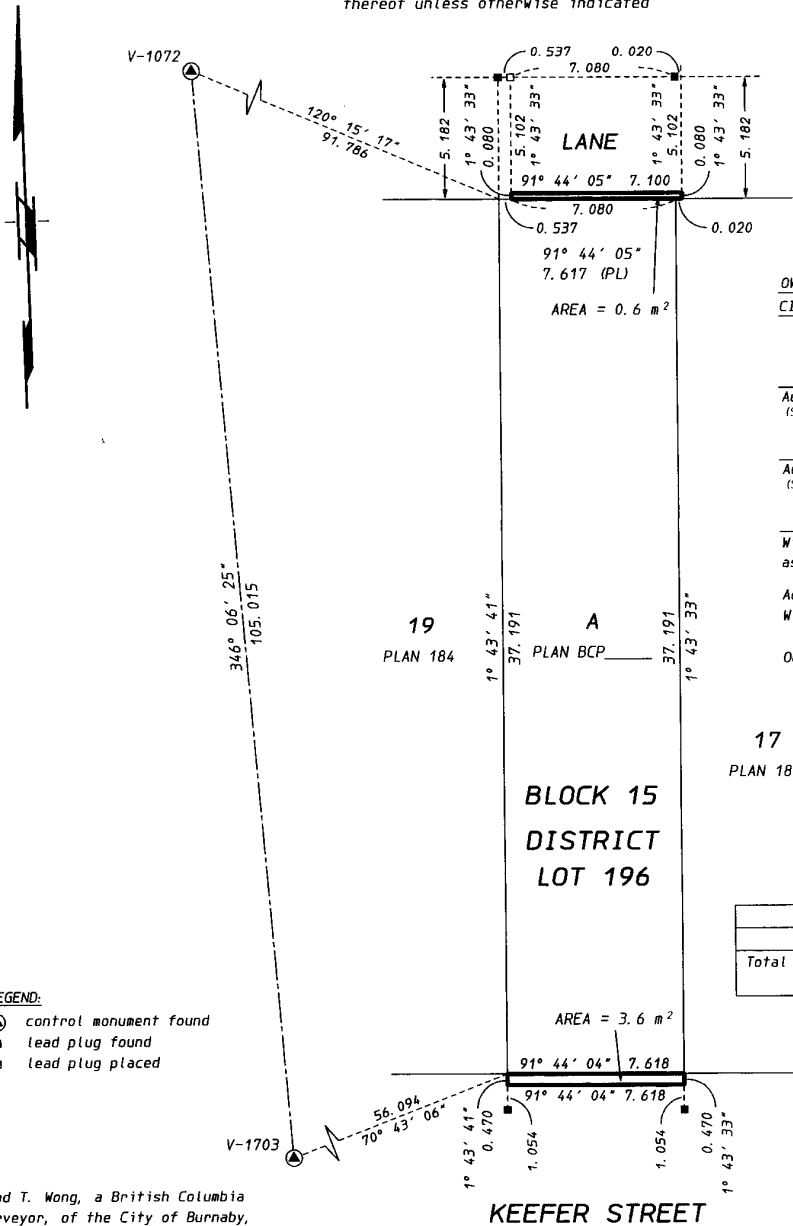 thereof unless otherwise indicated
V-1072
0.537
0.020
7.080
120° 15' 17"
91.786
5.182
1° 43' 33"
0.080
5.102
1° 43' 33"
LANE
1° 43' 33"
5.102
0.080
1° 43' 33"
5.182
91° 44' 05" 7.100
7.080
0.537
0.020
91° 44' 05"
7.617 (PL)
AREA = 0.6 m²
346° 06' 25"
105.015
19
PLAN 184
1° 43' 41"
37.191
A
PLAN BCP
37.191
1° 43' 33"
17
PLAN 18
BLOCK 15
DISTRICT
LOT 196
Total
EGEND:
control monument found
lead plug found
lead plug placed
AREA = 3.6 m²
91° 44' 04" 7.618
91° 44' 04" 7.618
56.094
70° 43' 06"
V-1703
1° 43' 41"
0.470
1.054
1.054
0.470
1° 43' 33"
nd T. Wong, a British Columbia
rveyor, of the City of Burnaby,
KEEFER STREET